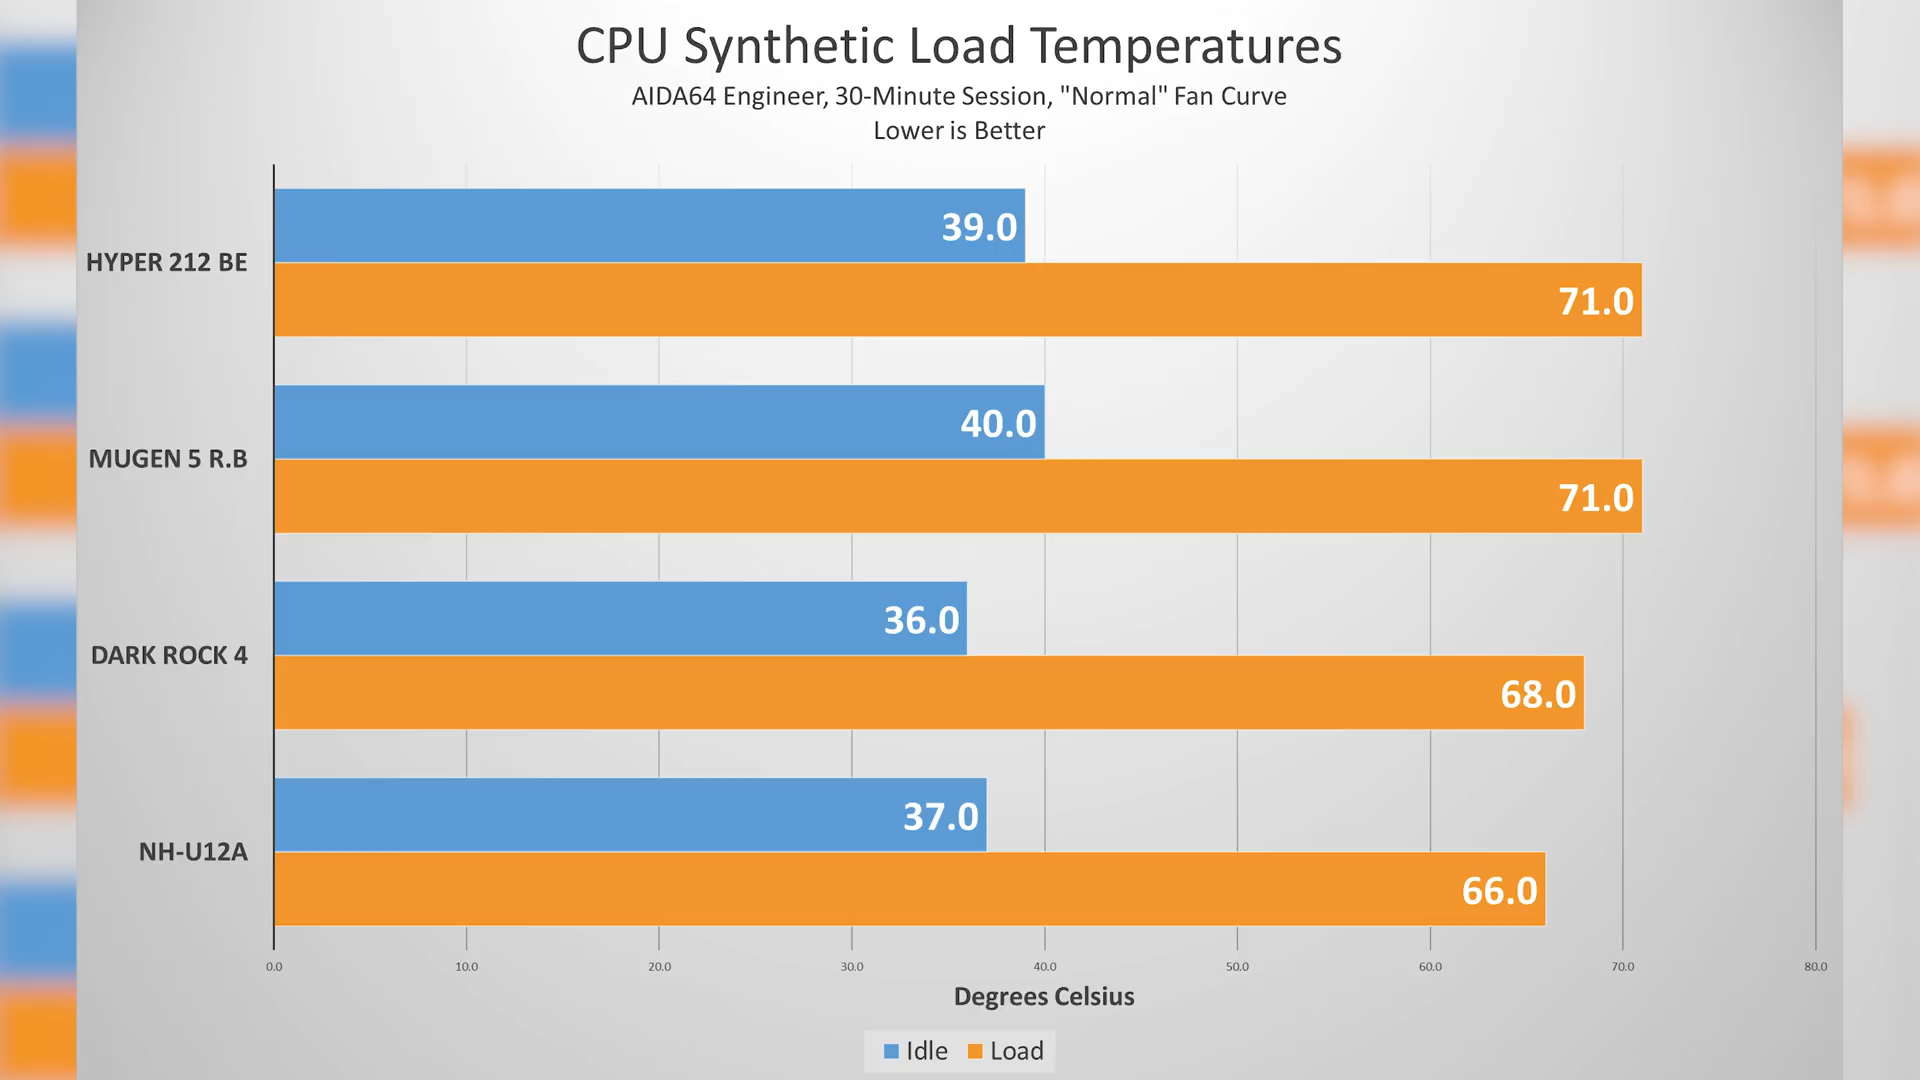 CPU Synthetic Load Temperatures
AIDA64 Engineer, 30-Minute Session, "Normal" Fan Curve
Lower is Better
HYPER 212 BE
39.0
71.0
MUGEN 5 R.B
40.0
71.0
DARK ROCK 4
36.0
68.0
NH-U12A
37.0
66.0
0.0 10.0 20.0 30.0 40.0 50.0 60.0 70.0 80.0
Degrees Celsius
Idle Load